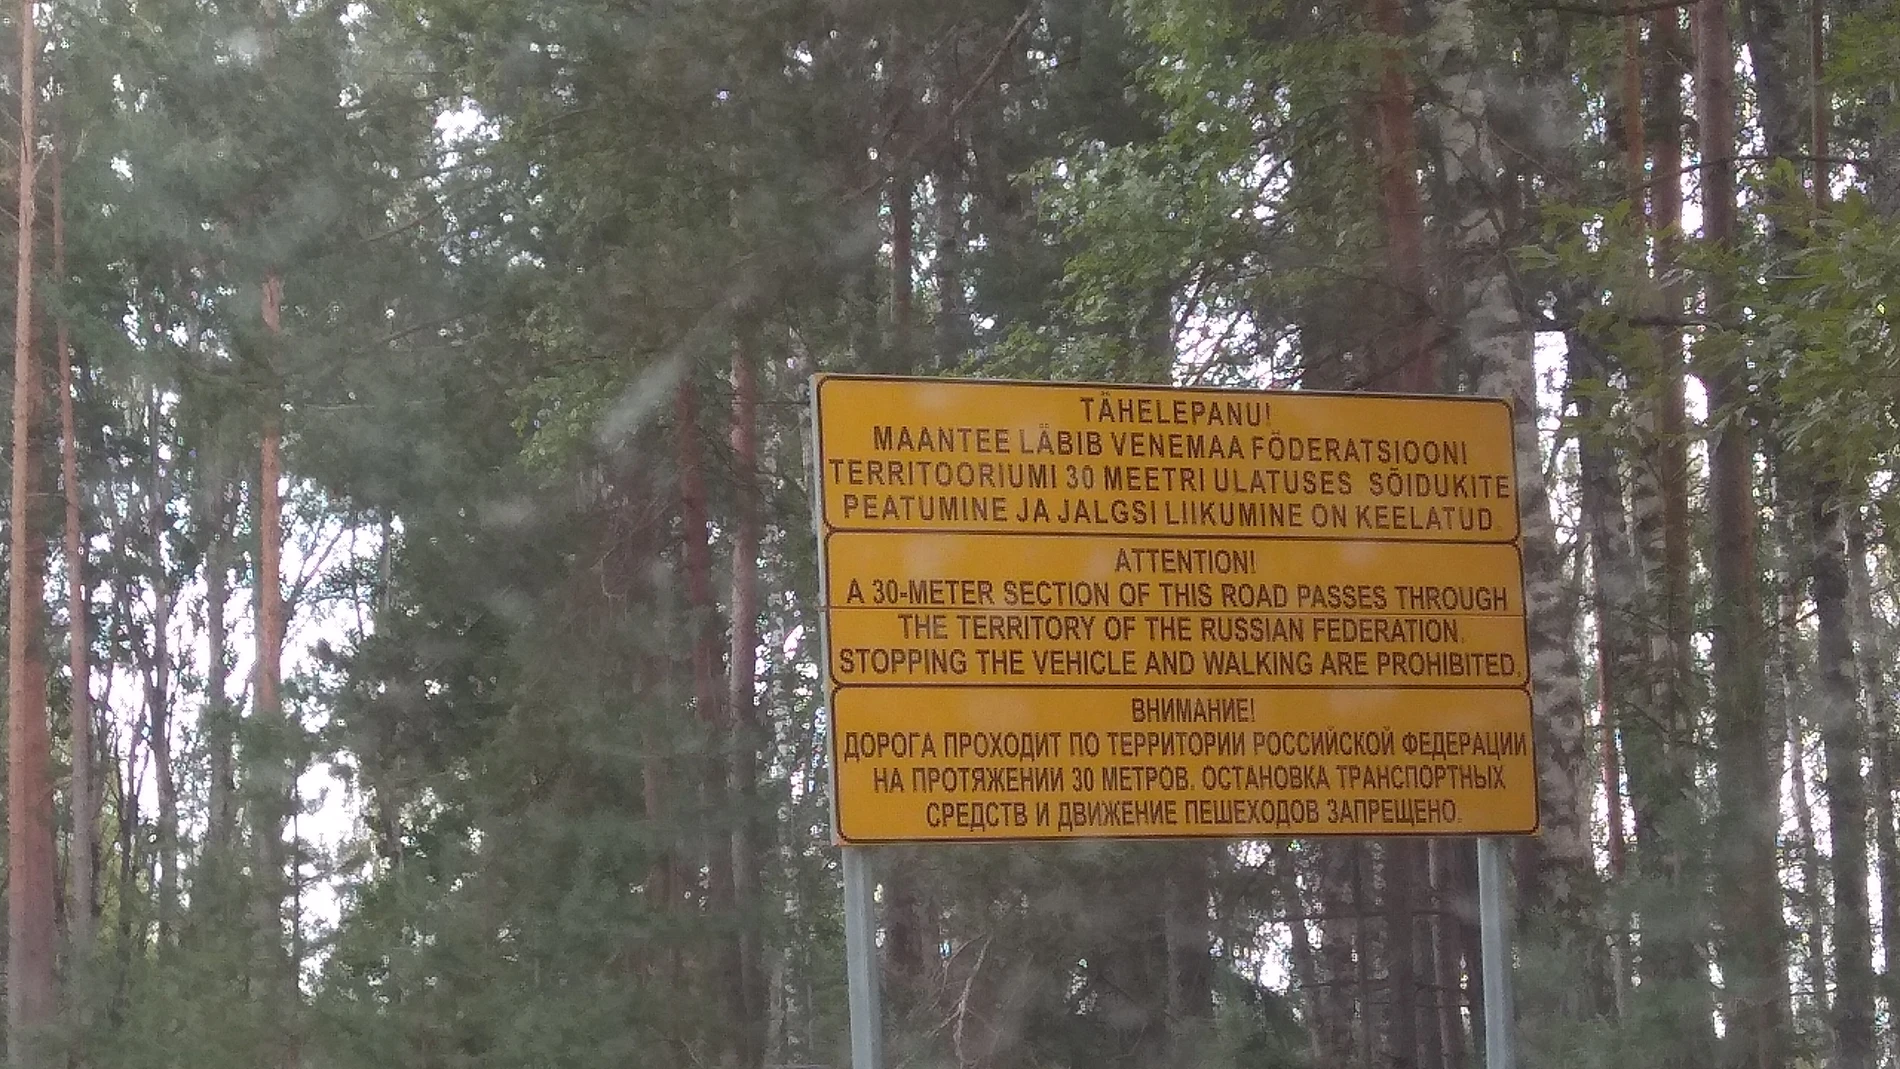 TÄHELEPANU!
MAANTEE LÄBIB VENEMAA FÖDERATSIOONI
TERRITOORIUMI 30 MEETRI ULATUSES SÕIDUKITE
PEATUMINE JA JALGSI LIIKUMINE ON KEELATUD.
ATTENTION!
A 30-METER SECTION OF THIS ROAD PASSES THROUGH
THE TERRITORY OF THE RUSSIAN FEDERATION.
STOPPING THE VEHICLE AND WALKING ARE PROHIBITED.
ВНИМАНИЕ!
ДОРОГА ПРОХОДИТ ПО ТЕРРИТОРИИ РОССИЙСКОЙ ФЕДЕРАЦИИ
НА ПРОТЯЖЕНИИ 30 МЕТРОВ. ОСТАНОВКА ТРАНСПОРТНЫХ
СРЕДСТВ И ДВИЖЕНИЕ ПЕШЕХОДОВ ЗАПРЕЩЕНО.